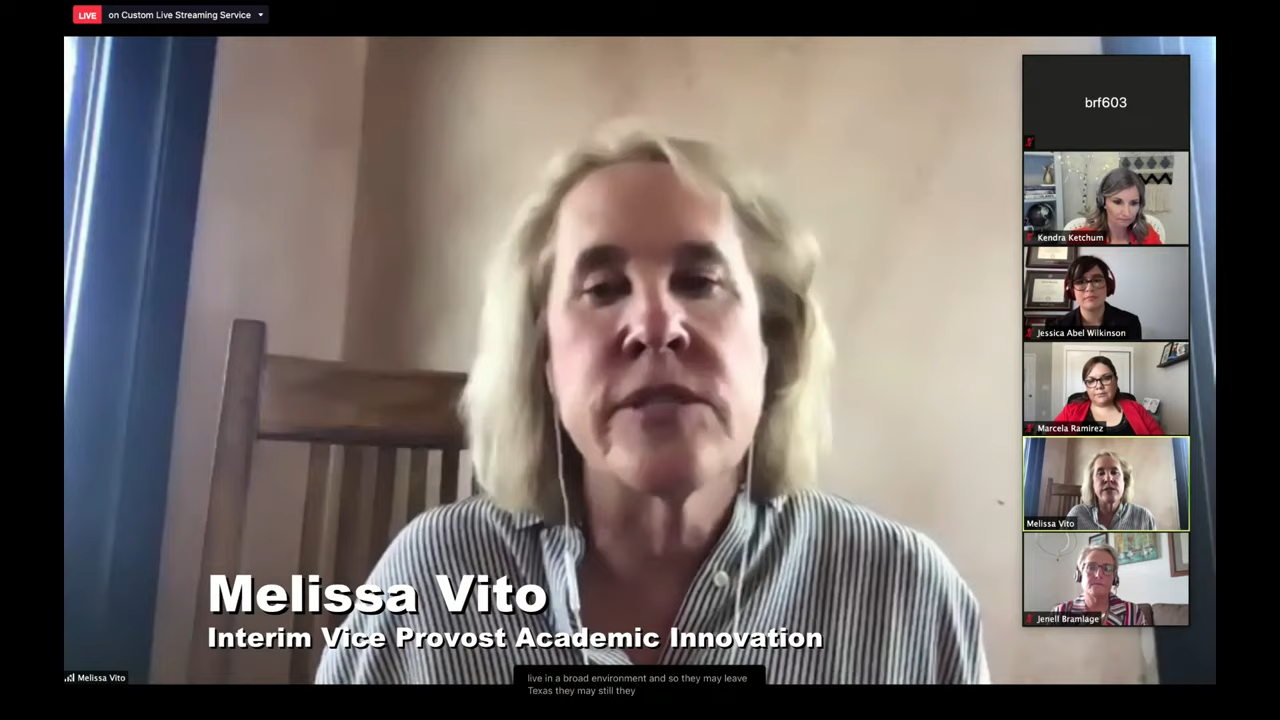 LIVE on Custom Live Streaming Service
brf603
Kendra Ketchum
Jessica Abel Wilkinson
Marcela Ramirez
Melissa Vito
Jenell Bramlage
Melissa Vito
Interim Vice Provost Academic Innovation
Melissa Vito
live in a broad environment and so they may leave
Texas they may still they